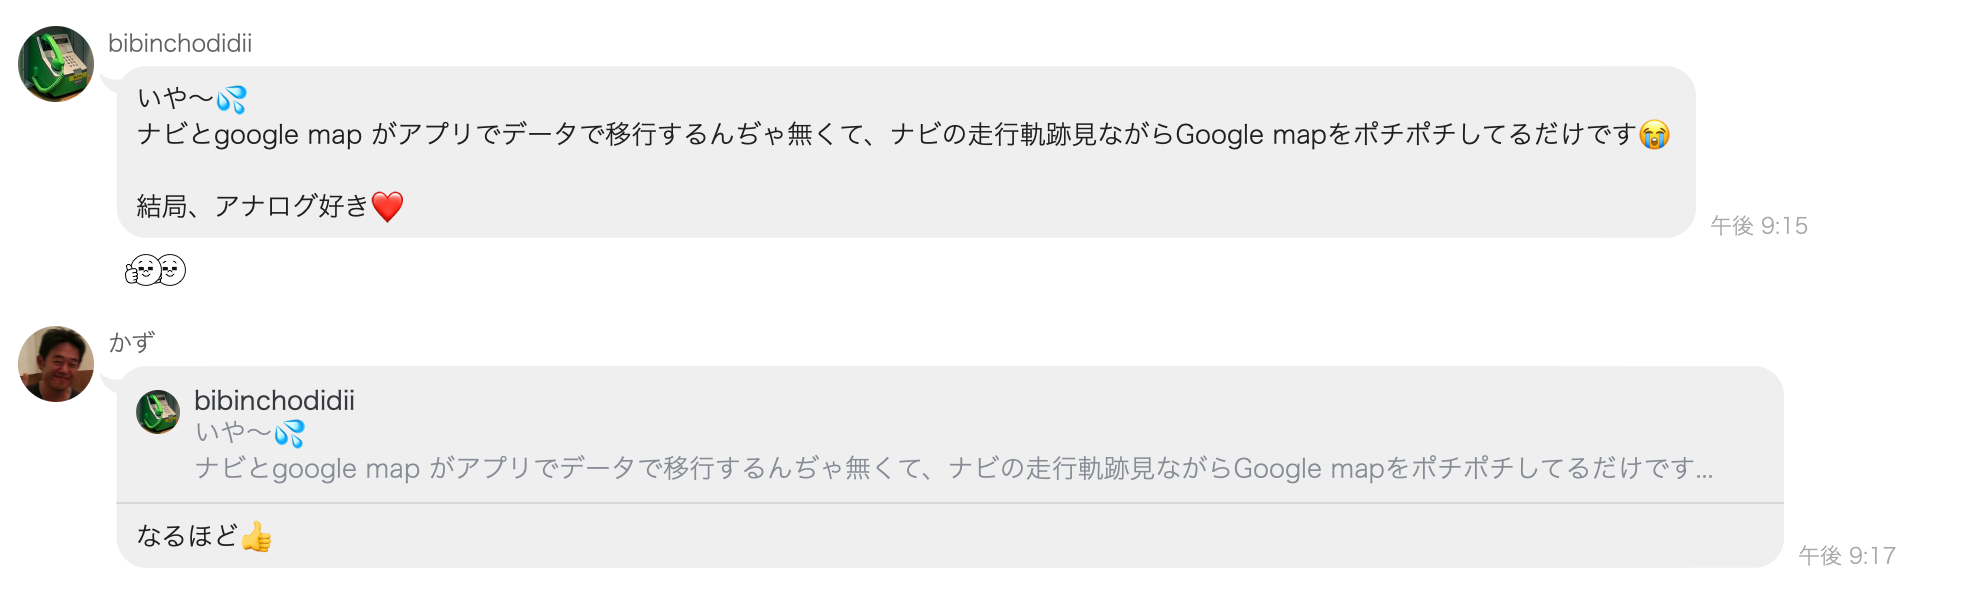 bibinchodidii
いや〜💦
ナビとgoogle map がアプリでデータで移行するんぢゃ無くて、ナビの走行軌跡見ながらGoogle mapをポチポチしてるだけです😭
結局、アナログ好き❤️
午後 9:15
かず
bibinchodidii
いや〜💦
ナビとgoogle map がアプリでデータで移行するんぢゃ無くて、ナビの走行軌跡見ながらGoogle mapをポチポチしてるだけです...
なるほど👍
午後 9:17